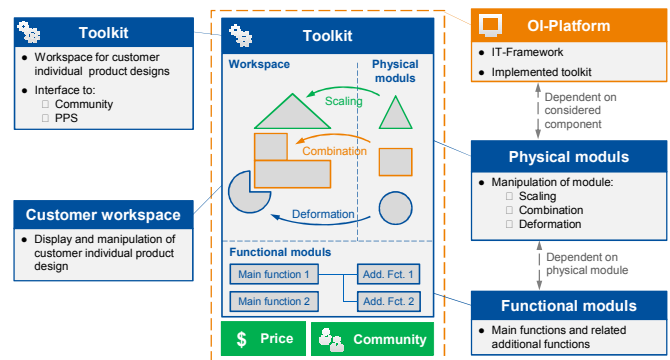 Toolkit
● Workspace for customer
individual product designs
● Interface to:
□ Community
□ PPS
Customer workspace
● Display and manipulation of
customer individual product
design
Toolkit
Workspace
Physical
moduls
Scaling
Combination
Deformation
Functional moduls
Main function 1
Add. Fct. 1
Main function 2
Add. Fct. 2
$ Price
Community
OI-Platform
● IT-Framework
● Implemented toolkit
Dependent on
considered
component
Physical moduls
● Manipulation of module:
□ Scaling
□ Combination
□ Deformation
Dependent on
physical module
Functional moduls
● Main functions and related
additional functions